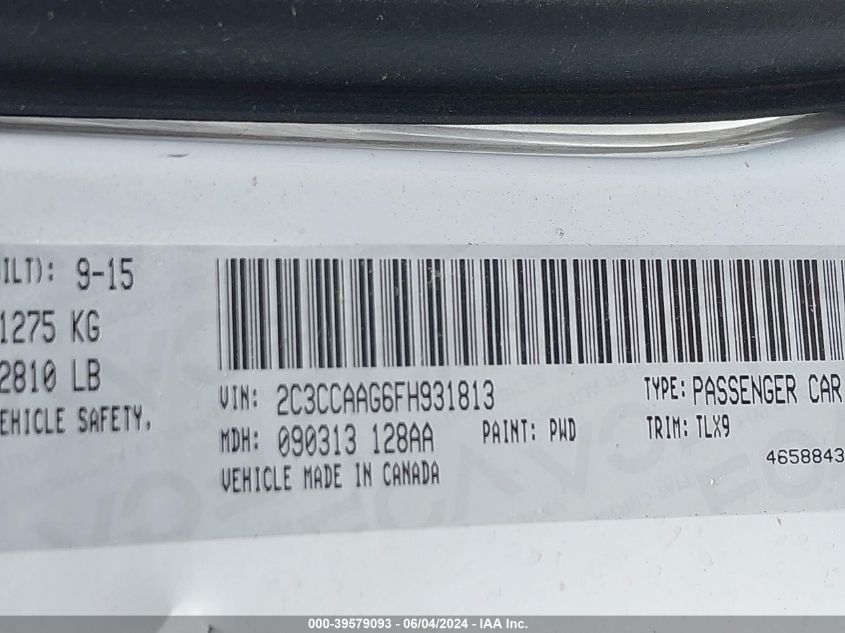 ILT): 9-15
1275 KG
2810 LB
EHICLE SAFETY,
VIN: 2C3CCAAG6FH931813
TYPE: PASSENGER CAR
MDH: 090313 128AA
PAINT: PWD
TRIM: TLX9
VEHICLE MADE IN CANADA
4658843
000-39579093 - 06/04/2024 - IAA Inc.